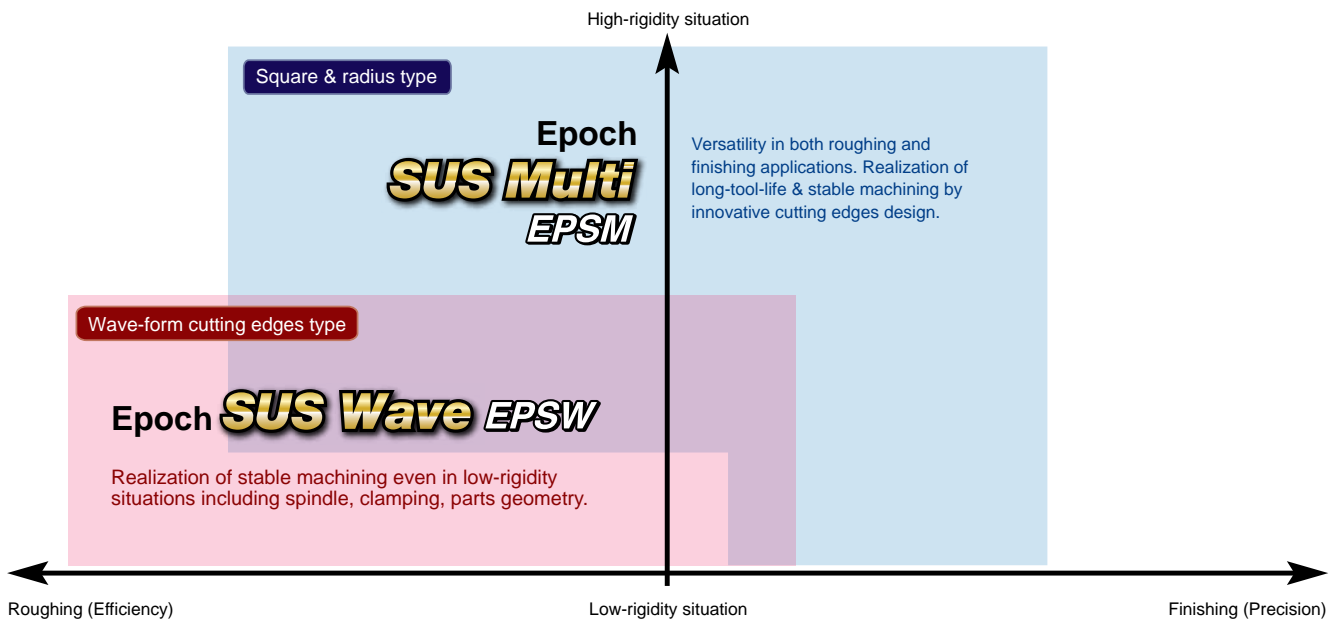 High-rigidity situation
Square & radius type
Epoch
SUS Multi
EPSM
Versatility in both roughing and
finishing applications. Realization of
long-tool-life & stable machining by
innovative cutting edges design.
Wave-form cutting edges type
Epoch SUS Wave EPSW
Realization of stable machining even in low-rigidity
situations including spindle, clamping, parts geometry.
Roughing (Efficiency)
Low-rigidity situation
Finishing (Precision)